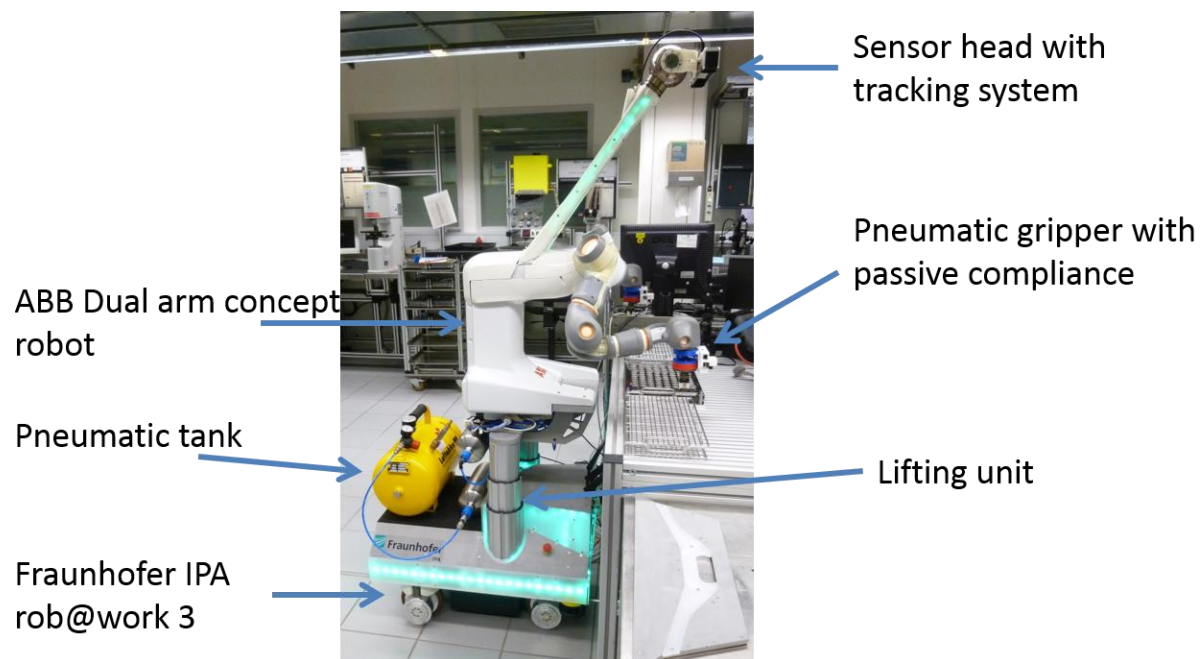 Sensor head with
tracking system
Pneumatic gripper with
passive compliance
ABB Dual arm concept
robot
Pneumatic tank
Lifting unit
Fraunhofer IPA
rob@work 3
Fraunhofer
IPA